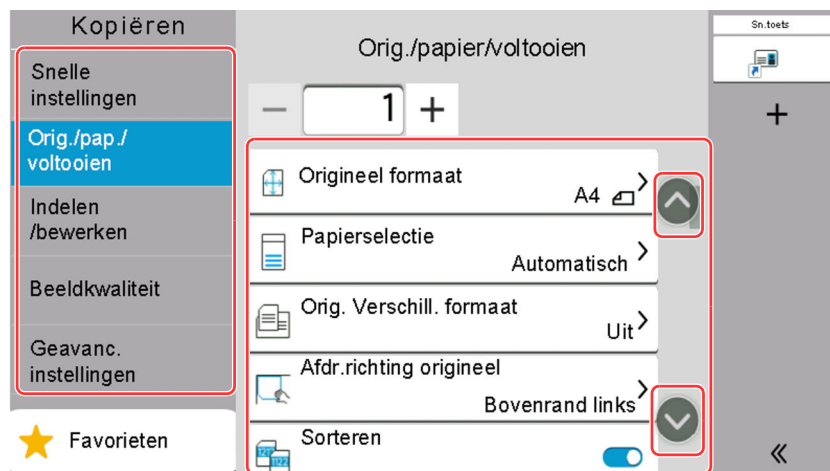 Kopiëren
Snelle
instellingen
Orig./pap./
voltooien
Indelen
/bewerken
Beeldkwaliteit
Geavanc.
instellingen
Favorieten
Orig./papier/voltooien
1
Origineel formaat
A4
Papierselectie
Automatisch
Orig. Verschill. formaat
Uit
Afdr.richting origineel
Bovenrand links
Sorteren
Sn.toets